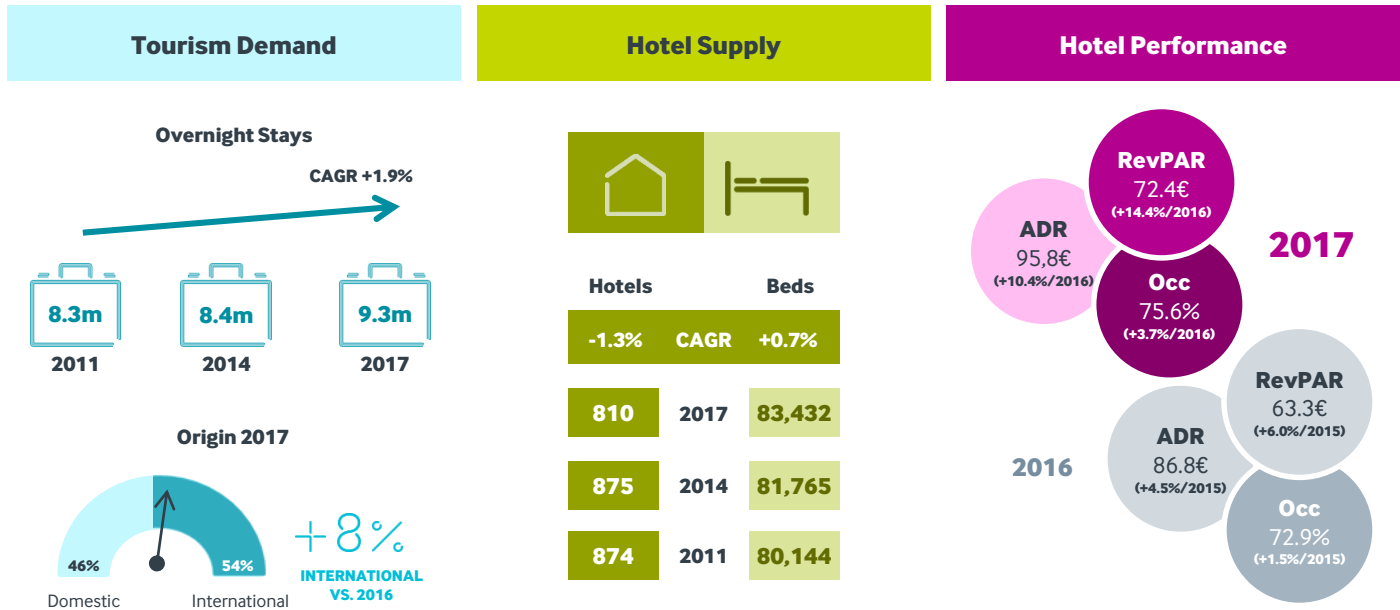 Tourism Demand
Overnight Stays
CAGR +1.9%
8.3m
8.4m
9.3m
2011
2014
2017
Origin 2017
46%
54%
Domestic
International
+8%
INTERNATIONAL
VS. 2016
Hotel Supply
Hotels
Beds
-1.3% CAGR +0.7%
810 2017 83,432
875 2014 81,765
874 2011 80,144
Hotel Performance
RevPAR
72.4€
(+14.4%/2016)
ADR
95,8€
(+10.4%/2016)
2017
Occ
75.6%
(+3.7%/2016)
RevPAR
63.3€
(+6.0%/2015)
2016
ADR
86.8€
(+4.5%/2015)
Occ
72.9%
(+1.5%/2015)